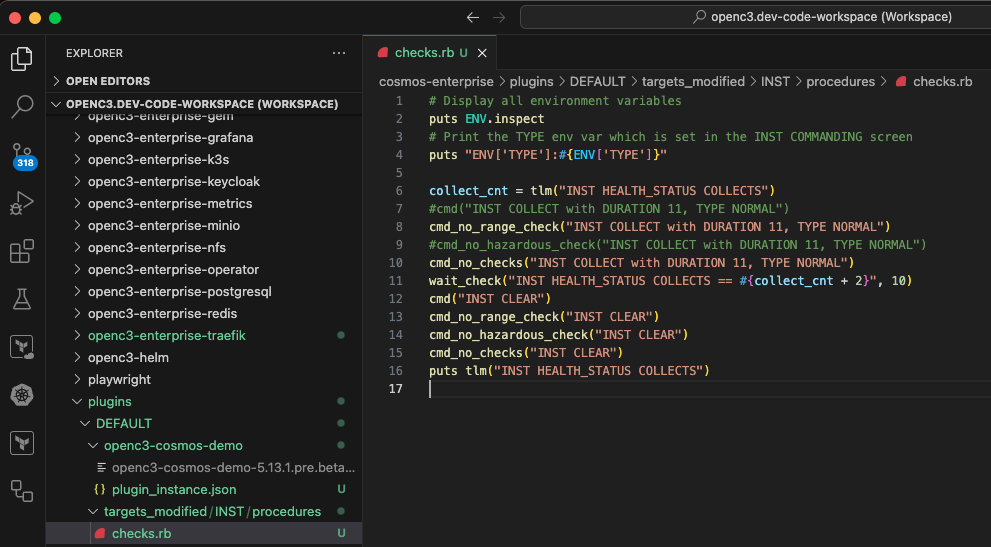 openc3.dev-code-workspace (Workspace)
EXPLORER
OPEN EDITORS
OPENC3.DEV-CODE-WORKSPACE (WORKSPACE)
openc3-enterprise-gem
openc3-enterprise-grafana
openc3-enterprise-k3s
openc3-enterprise-keycloak
openc3-enterprise-metrics
openc3-enterprise-minio
openc3-enterprise-nfs
openc3-enterprise-operator
openc3-enterprise-postgresql
openc3-enterprise-redis
openc3-enterprise-traefik
openc3-helm
playwright
plugins
DEFAULT
openc3-cosmos-demo
openc3-cosmos-demo-5.13.1.pre.beta...
{} plugin_instance.json U
targets_modified/INST/procedures
checks.rb U
318
checks.rb U
cosmos-enterprise > plugins > DEFAULT > targets_modified > INST > procedures > checks.rb
1 # Display all environment variables
2 puts ENV.inspect
3 # Print the TYPE env var which is set in the INST COMMANDING screen
4 puts "ENV['TYPE']:#{ENV['TYPE']}"
5
6 collect_cnt = tlm("INST HEALTH_STATUS COLLECTS")
7 #cmd("INST COLLECT with DURATION 11, TYPE NORMAL")
8 cmd_no_range_check("INST COLLECT with DURATION 11, TYPE NORMAL")
9 #cmd_no_hazardous_check("INST COLLECT with DURATION 11, TYPE NORMAL")
10 cmd_no_checks("INST COLLECT with DURATION 11, TYPE NORMAL")
11 wait_check("INST HEALTH_STATUS COLLECTS == #{collect_cnt + 2}", 10)
12 cmd("INST CLEAR")
13 cmd_no_range_check("INST CLEAR")
14 cmd_no_hazardous_check("INST CLEAR")
15 cmd_no_checks("INST CLEAR")
16 puts tlm("INST HEALTH_STATUS COLLECTS")
17